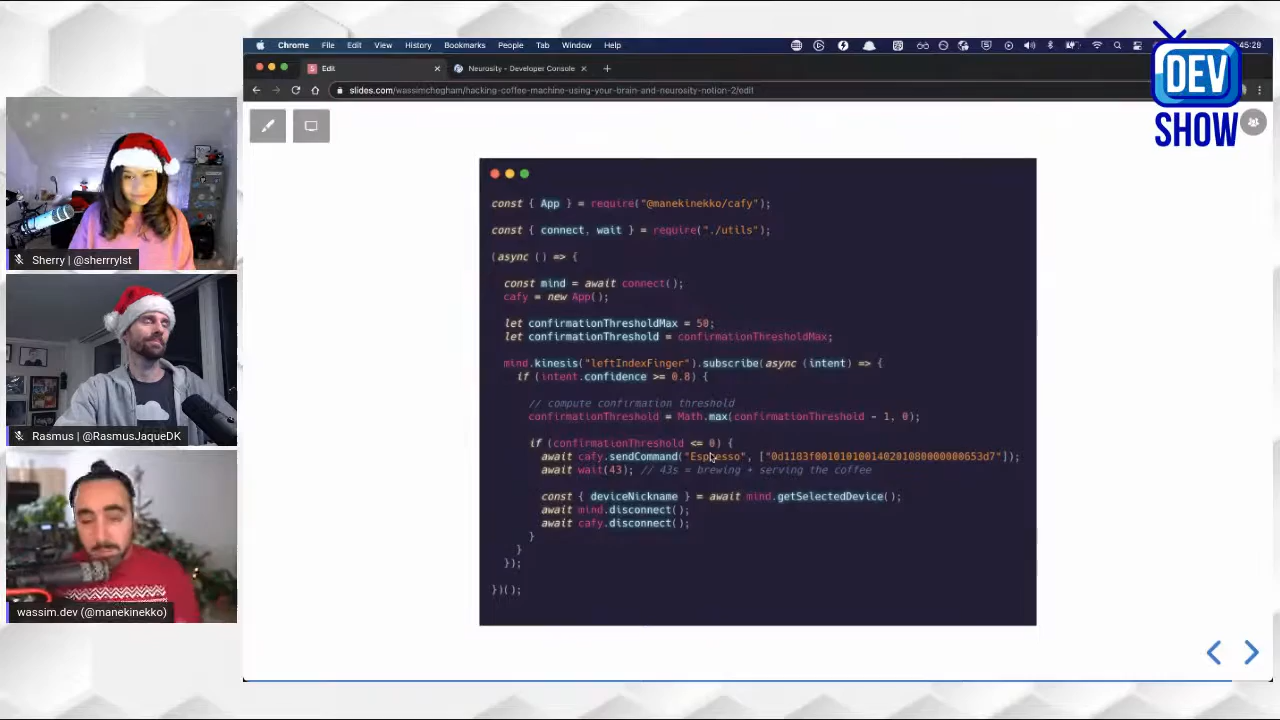 Chrome File Edit View History Bookmarks People Tab Window Help
45:28
Edit
Neurosity - Developer Console
slides.com/wassimchegham/hacking-coffee-machine-using-your-brain-and-neurosity-notion-2/edit
DEV
SHOW
const { App } = require("@manekinekko/cafy");
const { connect, wait } = require("./utils");
(async () => {
const mind = await connect();
cafy = new App();
let confirmationThresholdMax = 50;
let confirmationThreshold = confirmationThresholdMax;
mind.kinesis("leftIndexFinger").subscribe(async (intent) => {
if (intent.confidence >= 0.8) {
// compute confirmation threshold
confirmationThreshold = Math.max(confirmationThreshold - 1, 0);
if (confirmationThreshold <= 0) {
await cafy.sendCommand("Espresso", ["0d1183f001010100140201080000000653d7"]);
await wait(43); // 43s = brewing + serving the coffee
const { deviceNickname } = await mind.getSelectedDevice();
await mind.disconnect();
await cafy.disconnect();
}
}
});
})();
Sherry | @sherrrylst
Rasmus | @RasmusJaqueDK
wassim.dev (@manekinekko)